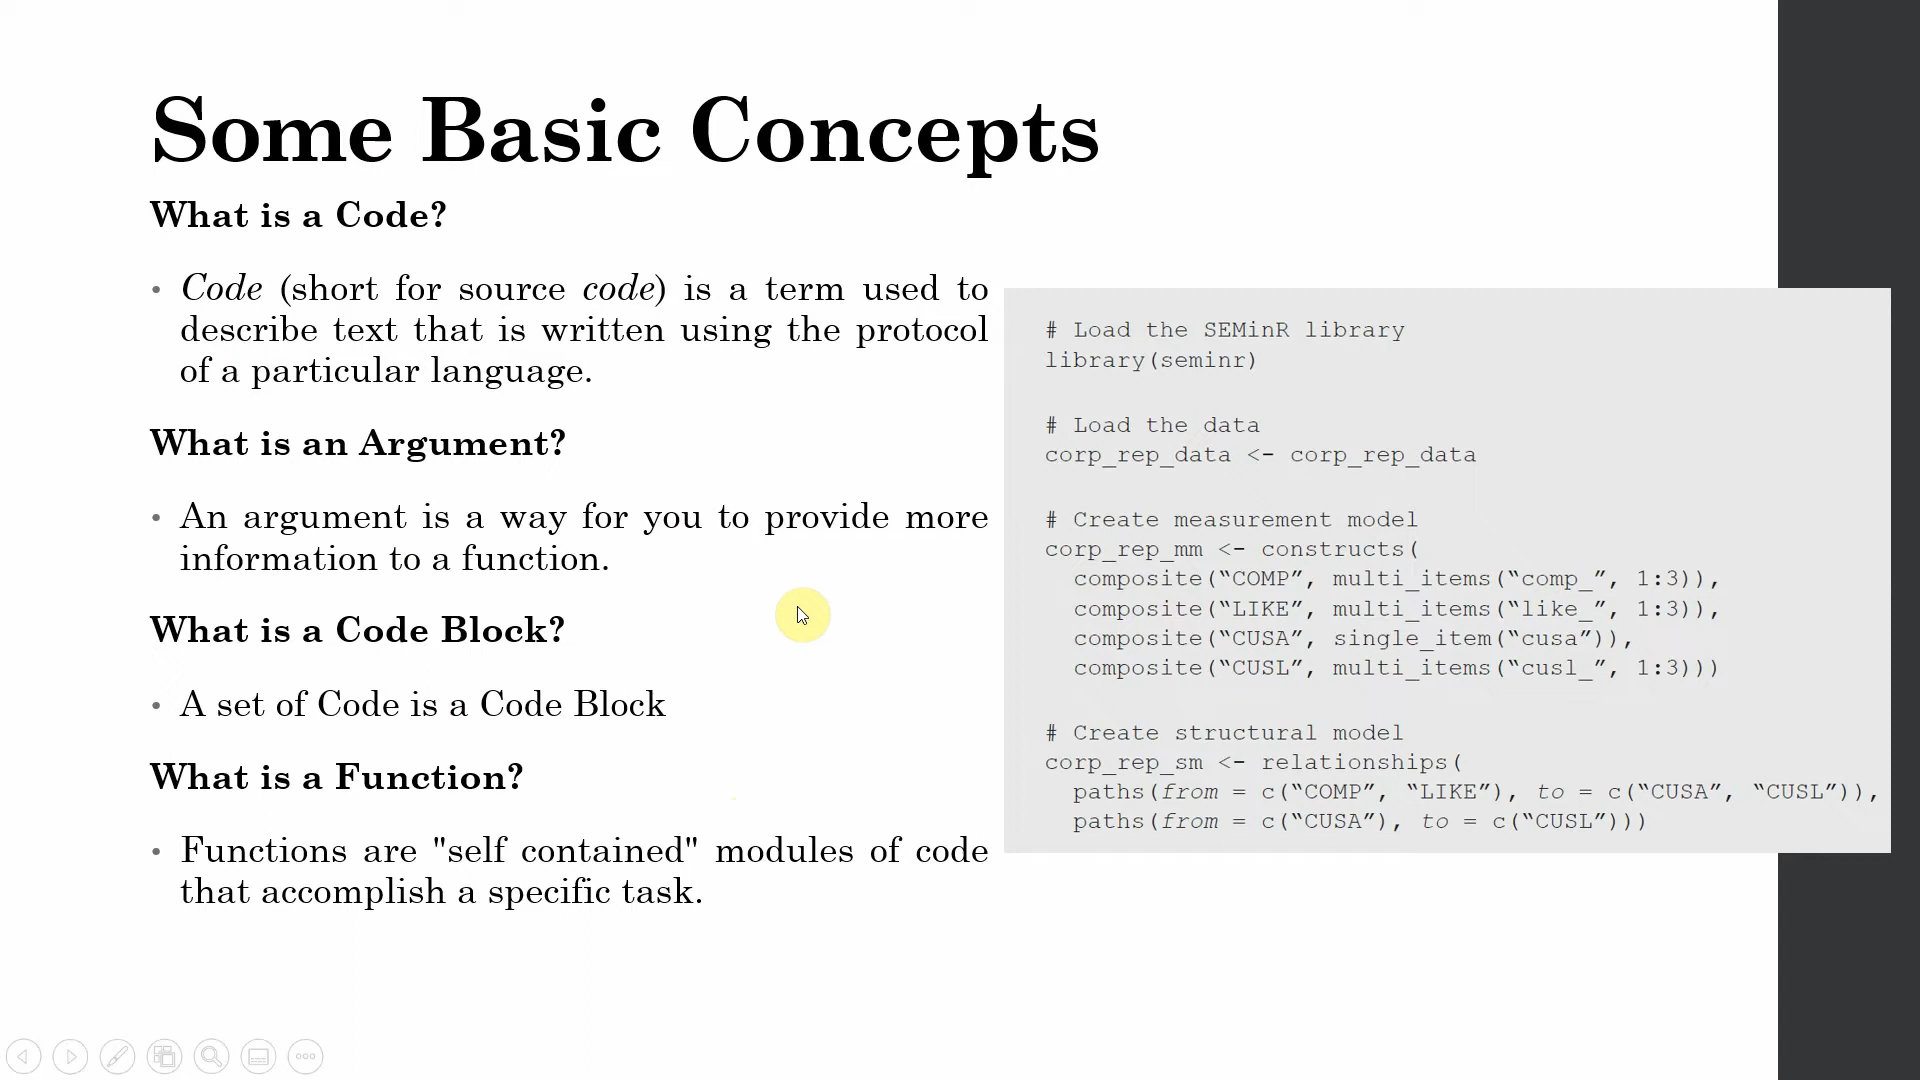 Some Basic Concepts
What is a Code?
• Code (short for source code) is a term used to
describe text that is written using the protocol
of a particular language.
What is an Argument?
• An argument is a way for you to provide more
information to a function.
What is a Code Block?
• A set of Code is a Code Block
What is a Function?
• Functions are "self contained" modules of code
that accomplish a specific task.
# Load the SEMinR library
library(seminr)
# Load the data
corp_rep_data <- corp_rep_data
# Create measurement model
corp_rep_mm <- constructs(
composite(“COMP”, multi_items(“comp_”, 1:3)),
composite(“LIKE”, multi_items(“like_”, 1:3)),
composite(“CUSA”, single_item(“cusa”)),
composite(“CUSL”, multi_items(“cusl_”, 1:3)))
# Create structural model
corp_rep_sm <- relationships(
paths(from = c(“COMP”, “LIKE”), to = c(“CUSA”, “CUSL”)),
paths(from = c(“CUSA”), to = c(“CUSL”)))